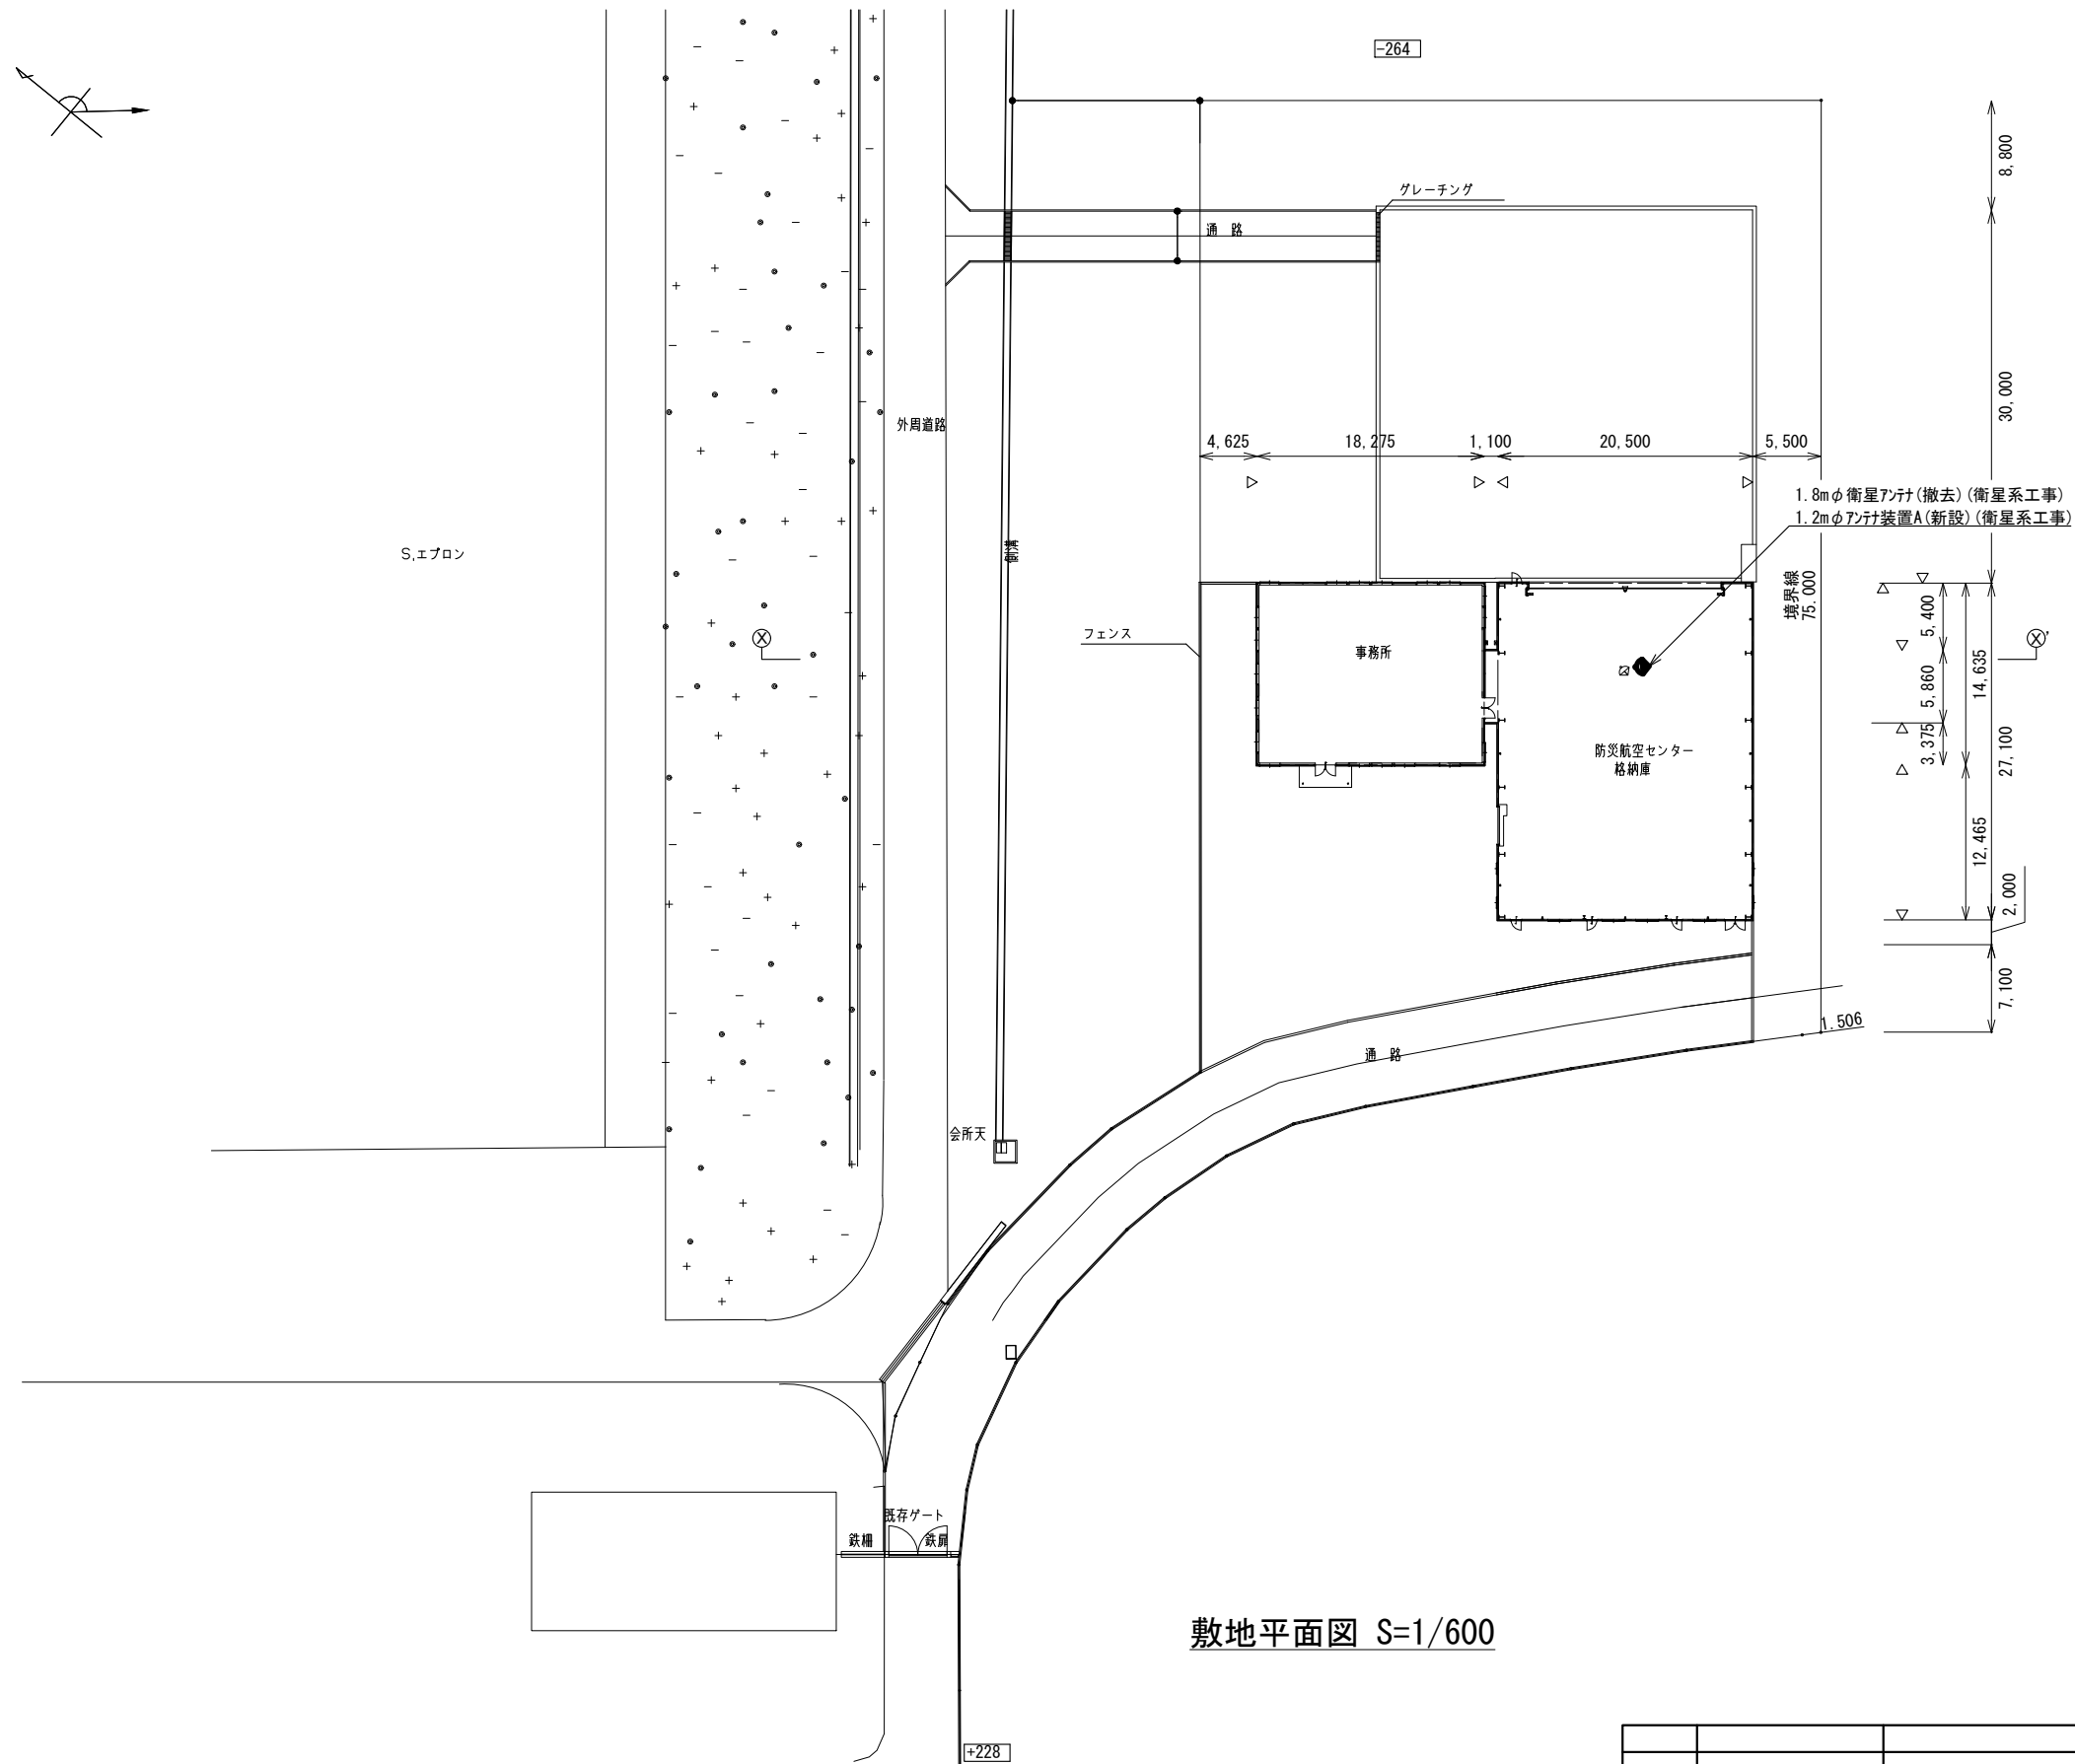 -264
8,800
グレーチング
通 路
30,000
外周道路
4,625
18,275
1,100
20,500
5,500
1.8mφ衛星ｱﾝﾃﾅ(撤去)(衛星系工事)
1.2mφｱﾝﾃﾅ装置A(新設)(衛星系工事)
S,エプロン
側溝
境界線
75.000
5,400
X
フェンス
事務所
X'
14,635
5,860
3,375
防災航空センター
格納庫
27,100
12,465
2,000
7,100
1.506
通 路
会所天
既存ゲート
鉄柵
鉄扉
敷地平面図 S=1/600
+228